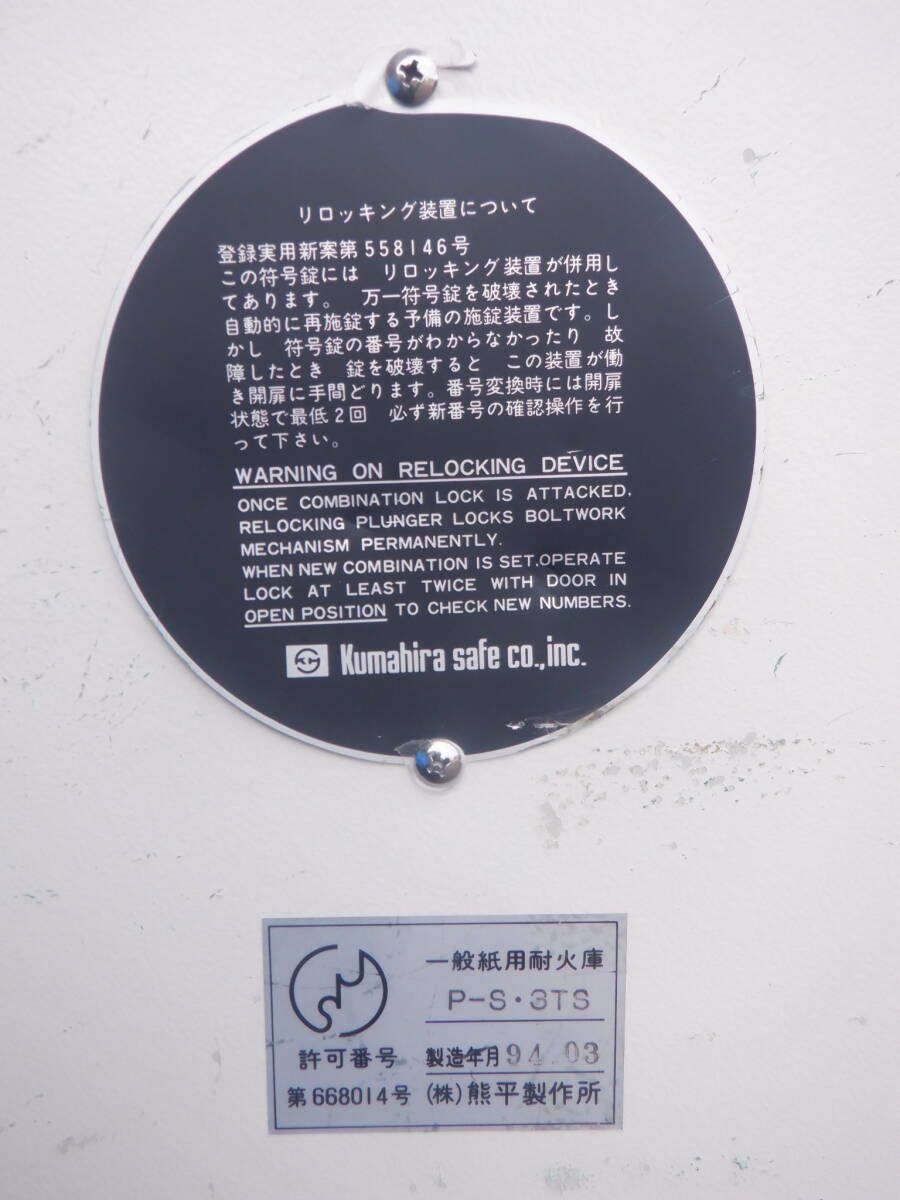 リロッキング装置について
登録実用新案第558146号
この符号錠には　リロッキング装置が併用し
てあります。　万一符号錠を破壊されたとき
自動的に再施錠する予備の施錠装置です。し
かし　符号錠の番号がわからなかったり　故
障したとき　錠を破壊すると　この装置が働
き開扉に手間どります。番号変換時には開扉
状態で最低2回　必ず新番号の確認操作を行
って下さい。
WARNING ON RELOCKING DEVICE
ONCE COMBINATION LOCK IS ATTACKED.
RELOCKING PLUNGER LOCKS BOLTWORK
MECHANISM PERMANENTLY.
WHEN NEW COMBINATION IS SET.OPERATE
LOCK AT LEAST TWICE WITH DOOR IN
OPEN POSITION TO CHECK NEW NUMBERS.
Kumahira safe co.,inc.
一般紙用耐火庫
P-S・3TS
許可番号 製造年月 94.03
第668014号 (株)熊平製作所